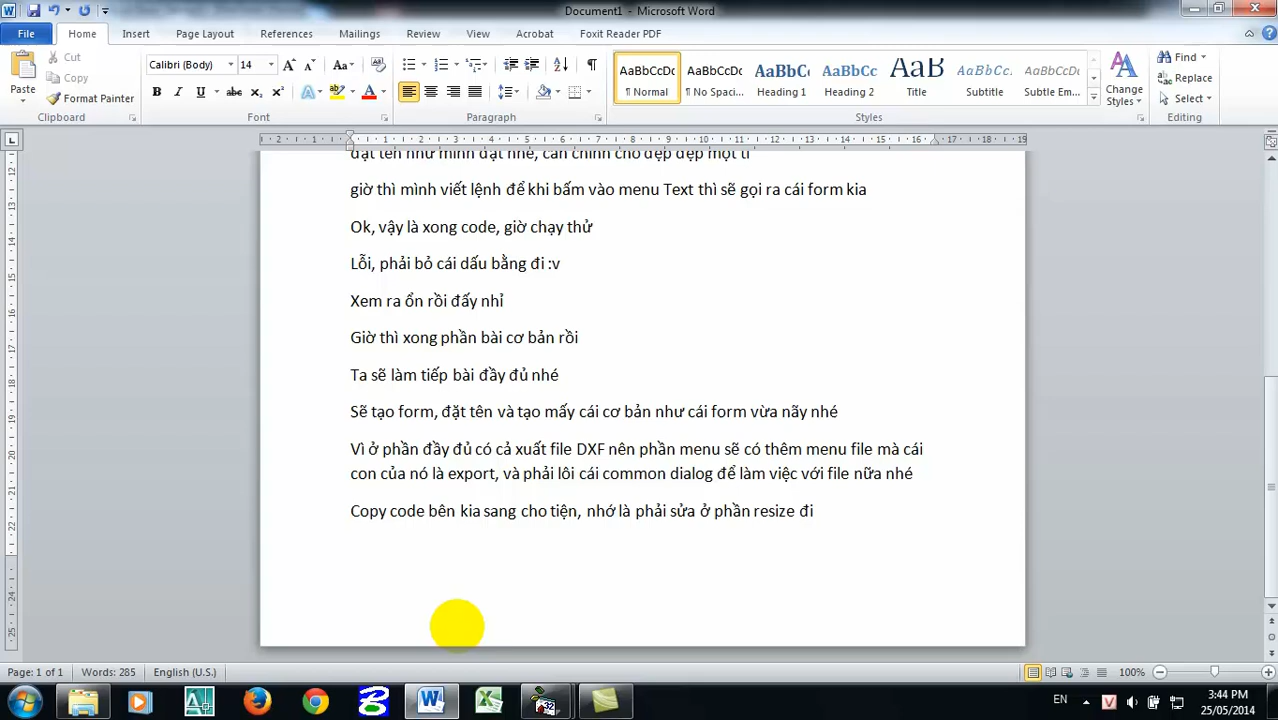 Document1 - Microsoft Word
File Home Insert Page Layout References Mailings Review View Acrobat Foxit Reader PDF
Paste
Cut
Copy
Format Painter
Clipboard
Calibri (Body) 14
Font
Paragraph
AaBbCcDc AaBbCcDc AaBbCc AaBbCc AaB AaBbCc. AaBbCcDc
¶ Normal ¶ No Spaci... Heading 1 Heading 2 Title Subtitle Subtle Em...
Change Styles
Styles
Find
Replace
Select
Editing
đặt tên như mình đặt nhé, căn chỉnh cho đẹp đẹp một tí
giờ thì mình viết lệnh để khi bấm vào menu Text thì sẽ gọi ra cái form kia
Ok, vậy là xong code, giờ chạy thử
Lỗi, phải bỏ cái dấu bằng đi :v
Xem ra ổn rồi đấy nhỉ
Giờ thì xong phần bài cơ bản rồi
Ta sẽ làm tiếp bài đầy đủ nhé
Sẽ tạo form, đặt tên và tạo mấy cái cơ bản như cái form vừa nãy nhé
Vì ở phần đầy đủ có cả xuất file DXF nên phần menu sẽ có thêm menu file mà cái
con của nó là export, và phải lôi cái common dialog để làm việc với file nữa nhé
Copy code bên kia sang cho tiện, nhớ là phải sửa ở phần resize đi
Page: 1 of 1 Words: 285 English (U.S.) 100%
EN 3:44 PM
25/05/2014